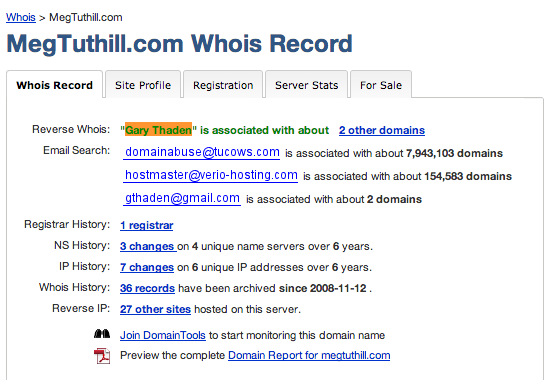 Whois > MegTuthill.com
MegTuthill.com Whois Record
Whois Record Site Profile Registration Server Stats For Sale
Reverse Whois: "Gary Thaden" is associated with about 2 other domains
Email Search: domainabuse@tucows.com is associated with about 7,943,103 domains
hostmaster@verio-hosting.com is associated with about 154,583 domains
gthaden@gmail.com is associated with about 2 domains
Registrar History: 1 registrar
NS History: 3 changes on 4 unique name servers over 6 years.
IP History: 7 changes on 6 unique IP addresses over 6 years.
Whois History: 36 records have been archived since 2008-11-12 .
Reverse IP: 27 other sites hosted on this server.
Join DomainTools to start monitoring this domain name
Preview the complete Domain Report for megtuthill.com